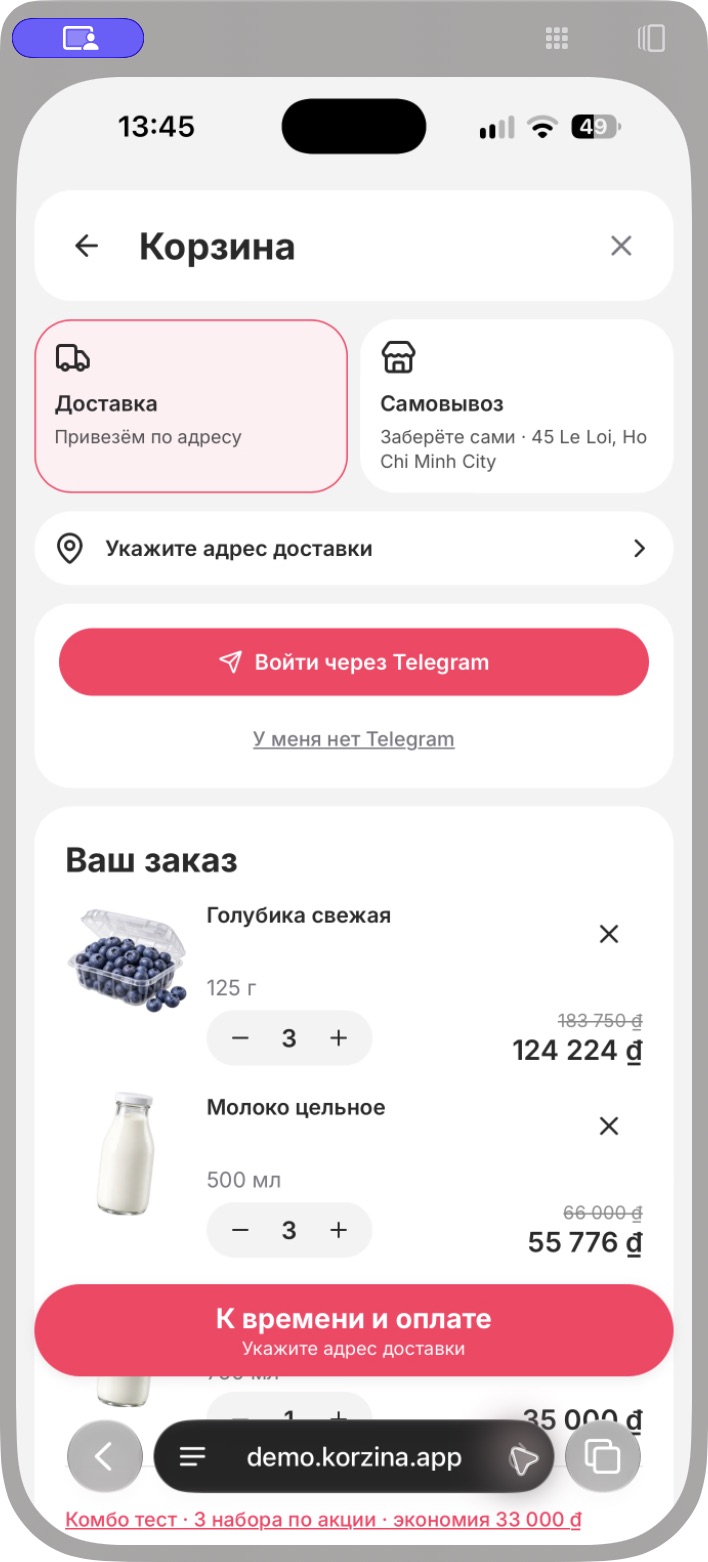 13:45
49
Корзина
Доставка
Привезём по адресу
Самовывоз
Заберёте сами · 45 Le Loi, Ho
Chi Minh City
Укажите адрес доставки
Войти через Telegram
У меня нет Telegram
Ваш заказ
Голубика свежая
125 г
183 750 ₫
3
124 224 ₫
Молоко цельное
500 мл
66 000 ₫
3
55 776 ₫
К времени и оплате
Укажите адрес доставки
1
35 000 ₫
demo.korzina.app
Комбо тест · 3 набора по акции · экономия 33 000 ₫